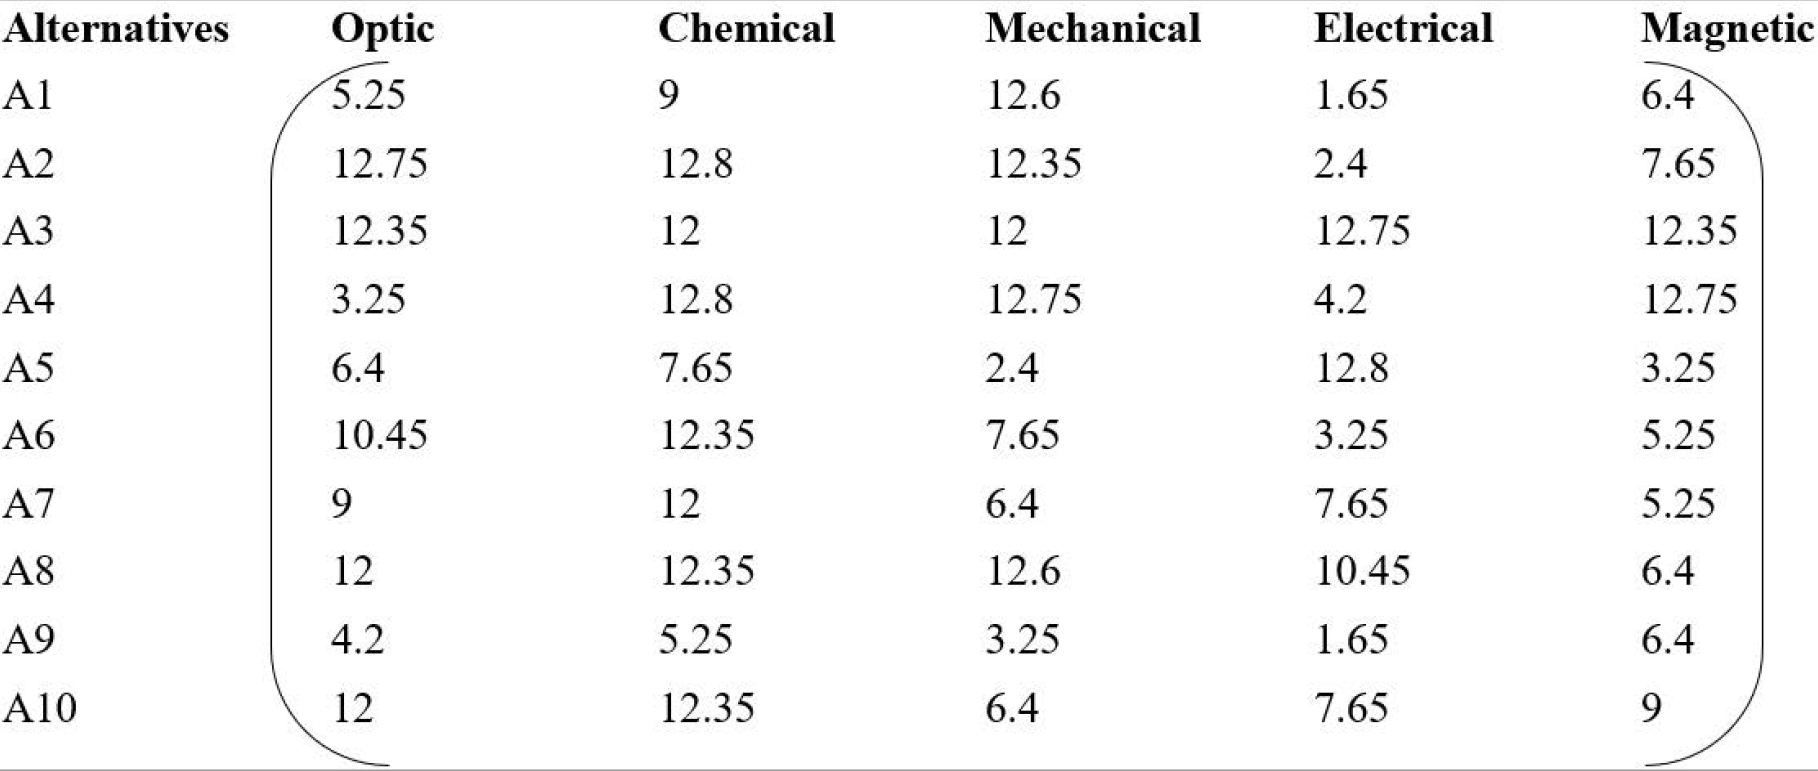 Alternatives Optic Chemical Mechanical Electrical Magnetic
A1 5.25 9 12.6 1.65 6.4
A2 12.75 12.8 12.35 2.4 7.65
A3 12.35 12 12 12.75 12.35
A4 3.25 12.8 12.75 4.2 12.75
A5 6.4 7.65 2.4 12.8 3.25
A6 10.45 12.35 7.65 3.25 5.25
A7 9 12 6.4 7.65 5.25
A8 12 12.35 12.6 10.45 6.4
A9 4.2 5.25 3.25 1.65 6.4
A10 12 12.35 6.4 7.65 9